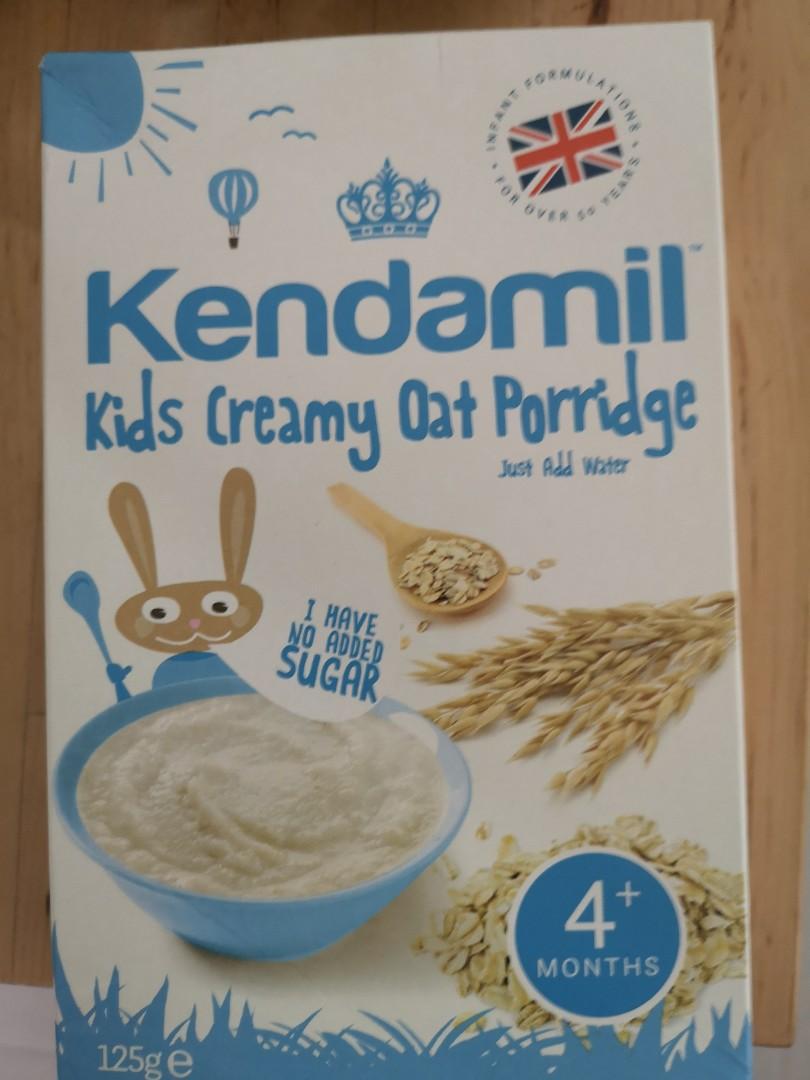 INFANT FORMULATIONS
• FOR OVER 50 YEARS •
Kendamil™
Kids Creamy Oat Porridge
Just Add Water
I HAVE
NO ADDED
SUGAR
4+
MONTHS
125g e